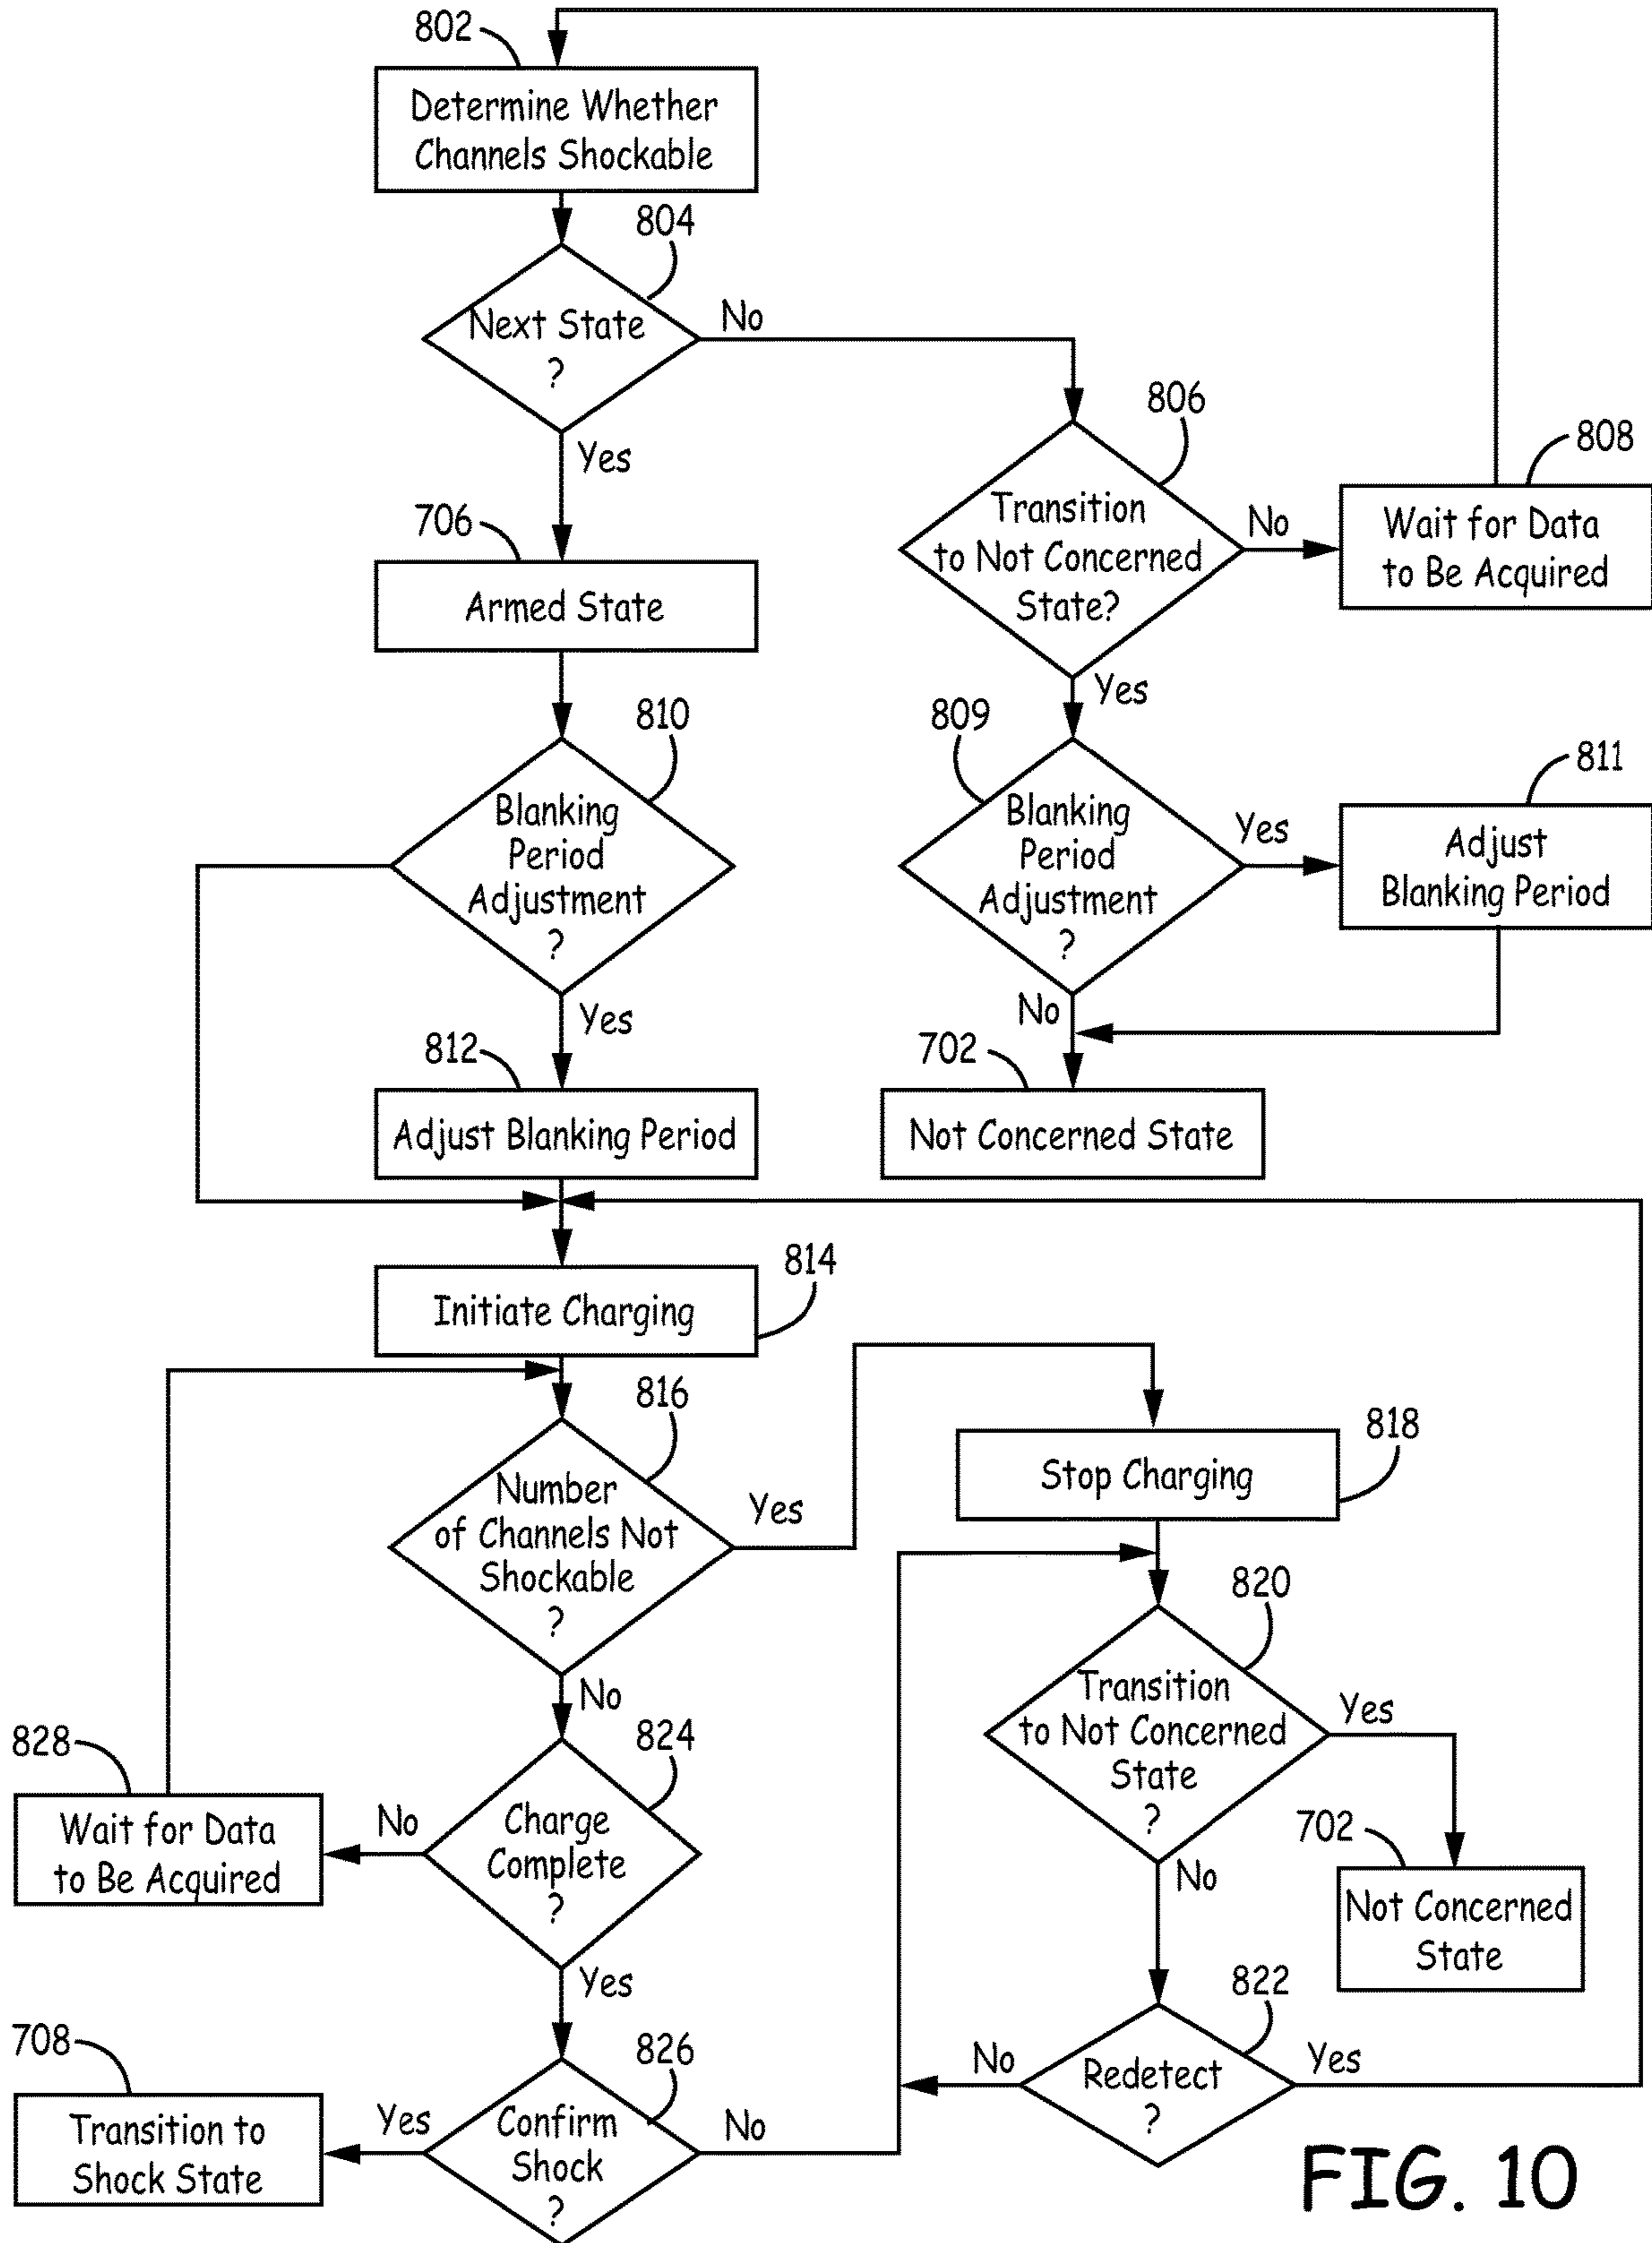 802
Determine Whether
Channels Shockable
804
Next State
?
No
Yes
806
Transition
to Not Concerned
State?
No
808
Wait for Data
to Be Acquired
Yes
706
Armed State
810
Blanking
Period
Adjustment
?
Yes
809
Blanking
Period
Adjustment
?
Yes
811
Adjust
Blanking Period
No
812
Adjust Blanking Period
702
Not Concerned State
814
Initiate Charging
816
Number
of Channels Not
Shockable
?
Yes
818
Stop Charging
No
820
Transition
to Not Concerned
State
?
Yes
702
Not Concerned
State
No
824
Charge
Complete
?
No
828
Wait for Data
to Be Acquired
Yes
822
Redetect
?
No
Yes
826
Confirm
Shock
?
Yes
No
708
Transition to
Shock State
FIG. 10